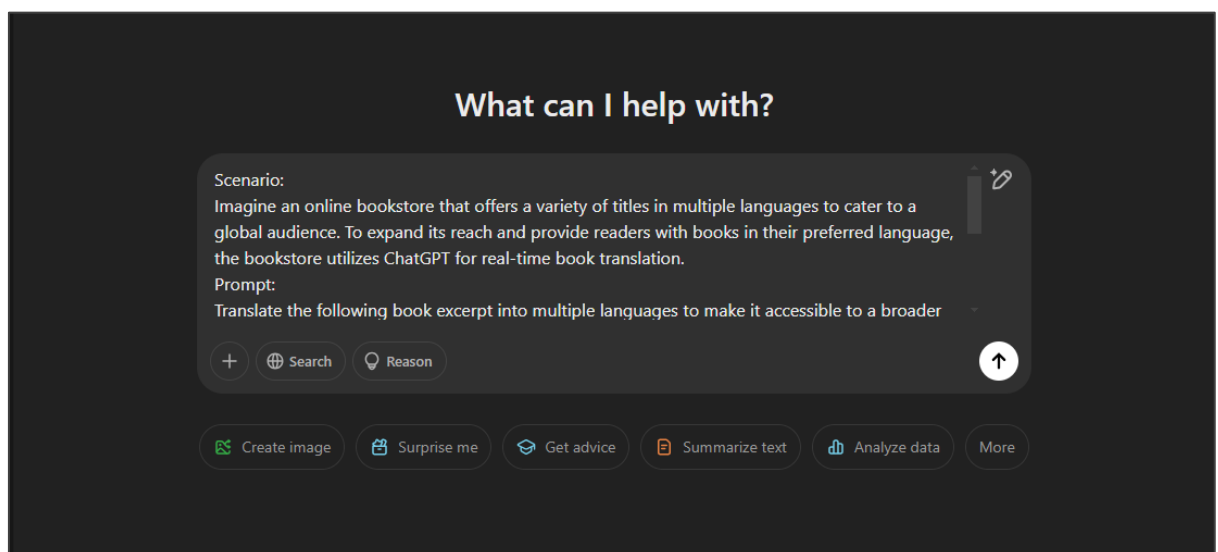 What can I help with?
Scenario:
Imagine an online bookstore that offers a variety of titles in multiple languages to cater to a
global audience. To expand its reach and provide readers with books in their preferred language,
the bookstore utilizes ChatGPT for real-time book translation.
Prompt:
Translate the following book excerpt into multiple languages to make it accessible to a broader
Search Reason
Create image Surprise me Get advice Summarize text Analyze data More